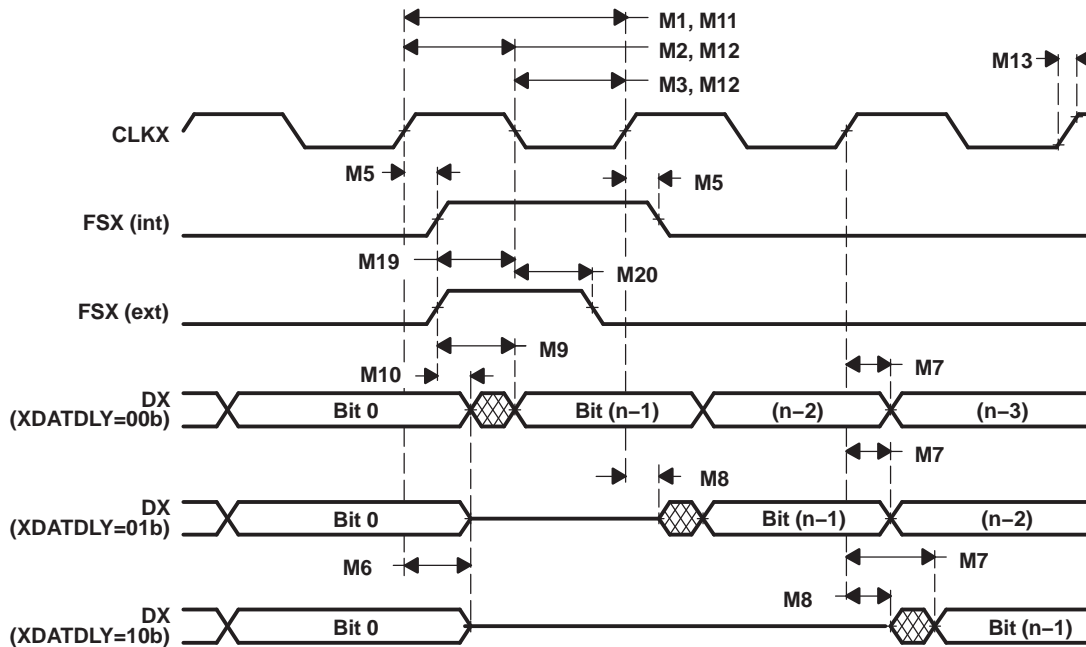 M1, M11
M2, M12
M13
M3, M12
CLKX
M5
M5
FSX (int)
M19
M20
FSX (ext)
M9
M10
M7
DX
(XDATDLY=00b)
Bit 0
Bit (n–1)
(n–2)
(n–3)
M7
M8
DX
(XDATDLY=01b)
Bit 0
Bit (n–1)
(n–2)
M6
M7
M8
DX
(XDATDLY=10b)
Bit 0
Bit (n–1)